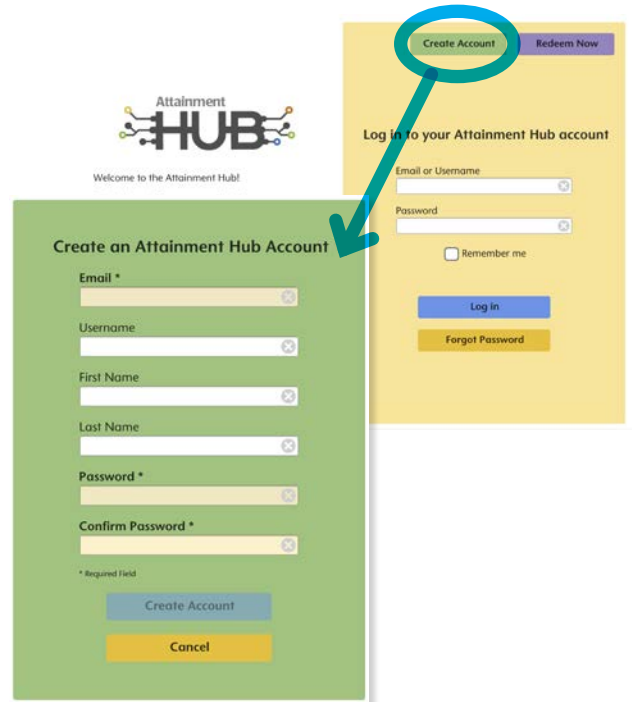 Create Account
Redeem Now
Attainment
HUB
Welcome to the Attainment Hub!
Log in to your Attainment Hub account
Email or Username
Password
Remember me
Log in
Forgot Password
Create an Attainment Hub Account
Email *
Username
First Name
Last Name
Password *
Confirm Password *
* Required Field
Create Account
Cancel